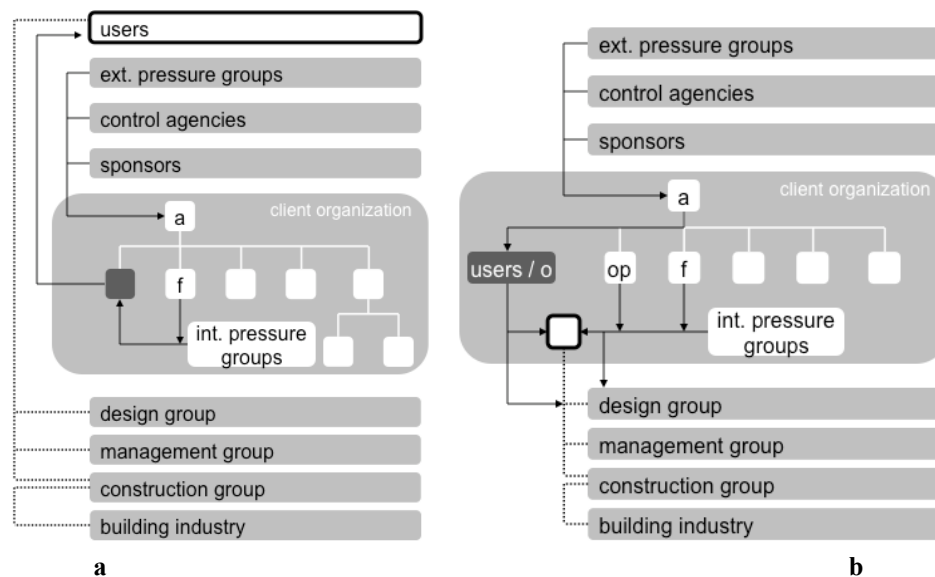 users
ext. pressure groups
control agencies
sponsors
client organization
a
f
int. pressure
groups
design group
management group
construction group
building industry
a
ext. pressure groups
control agencies
sponsors
client organization
a
users / o
op
f
int. pressure
groups
design group
management group
construction group
building industry
b